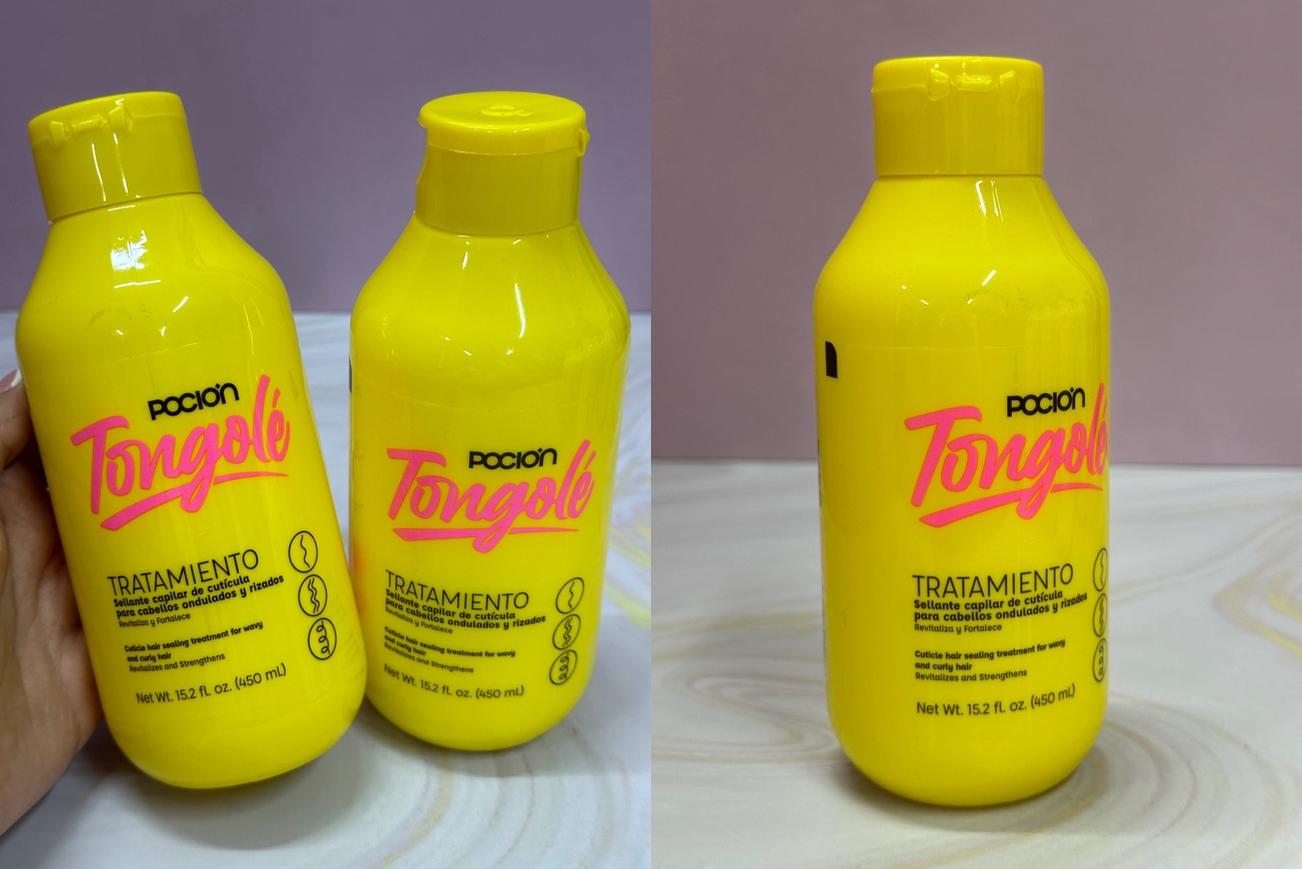 POCIÓN
Tongolé
TRATAMIENTO
Sellante capilar de cutícula
para cabellos ondulados y rizados
Revitaliza y Fortalece
Cuticle hair sealing treatment for wavy
and curly hair
Revitalizes and Strengthens
Net Wt. 15.2 fl. oz. (450 mL)
POCIÓN
Tongolé
TRATAMIENTO
Sellante capilar de cutícula
para cabellos ondulados y rizados
Revitaliza y Fortalece
Cuticle hair sealing treatment for wavy
and curly hair
Revitalizes and Strengthens
Net Wt. 15.2 fl. oz. (450 mL)
POCIÓN
Tongolé
TRATAMIENTO
Sellante capilar de cutícula
para cabellos ondulados y rizados
Revitaliza y Fortalece
Cuticle hair sealing treatment for wavy
and curly hair
Revitalizes and Strengthens
Net Wt. 15.2 fl. oz. (450 mL)